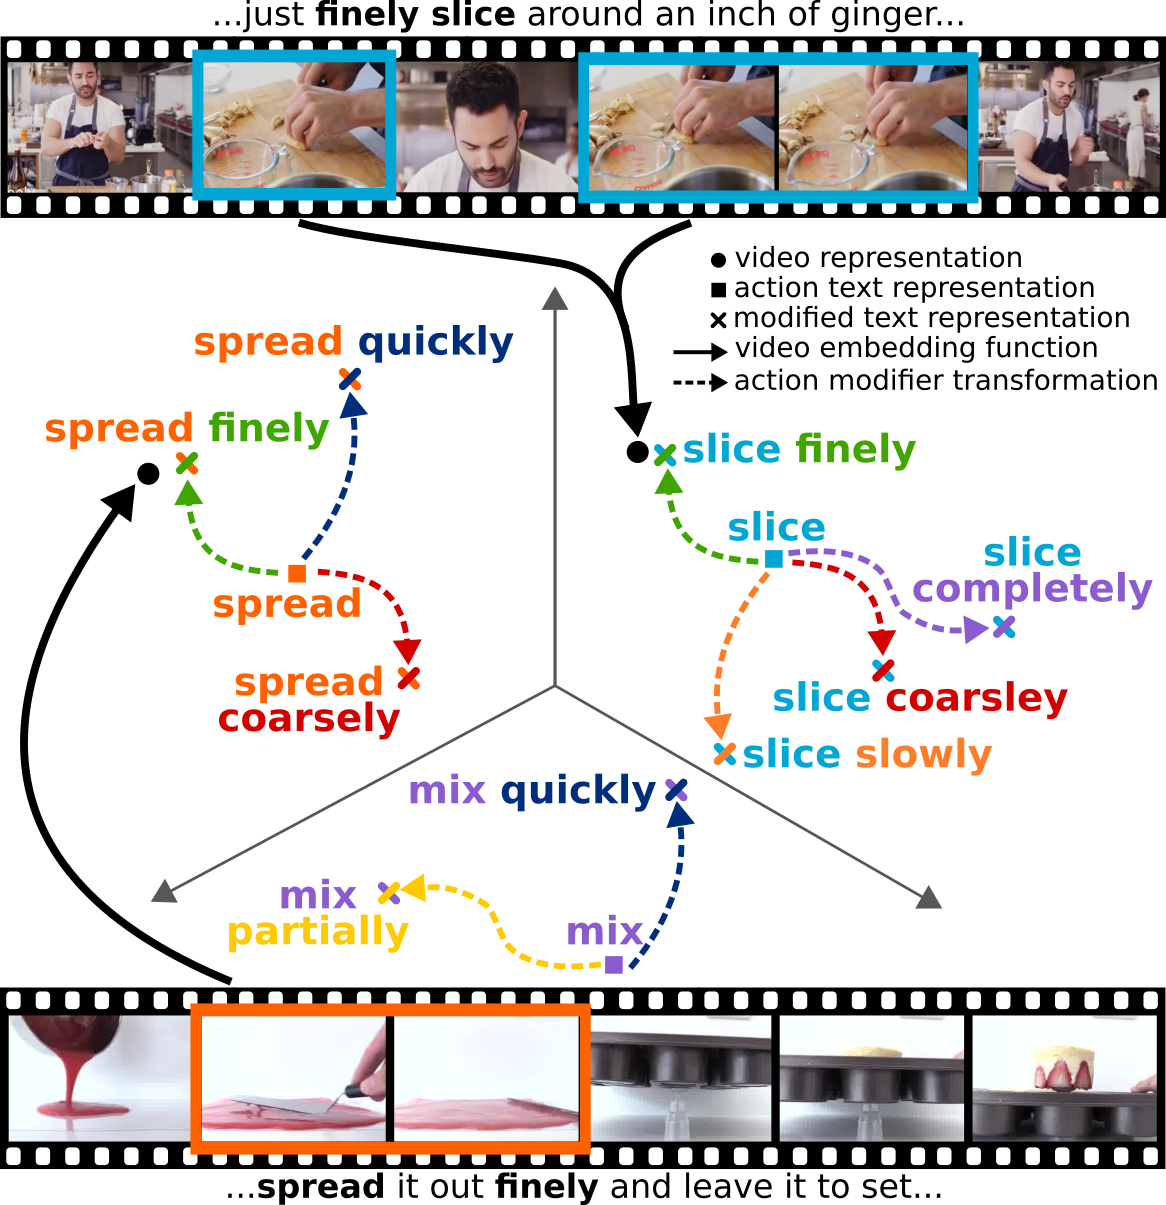 ...just finely slice around an inch of ginger...
video representation
action text representation
modified text representation
video embedding function
action modifier transformation
spread quickly
spread finely
spread
spread
coarsely
slice finely
slice
slice
completely
slice coarsley
slice slowly
mix quickly
mix
partially
mix
...spread it out finely and leave it to set...